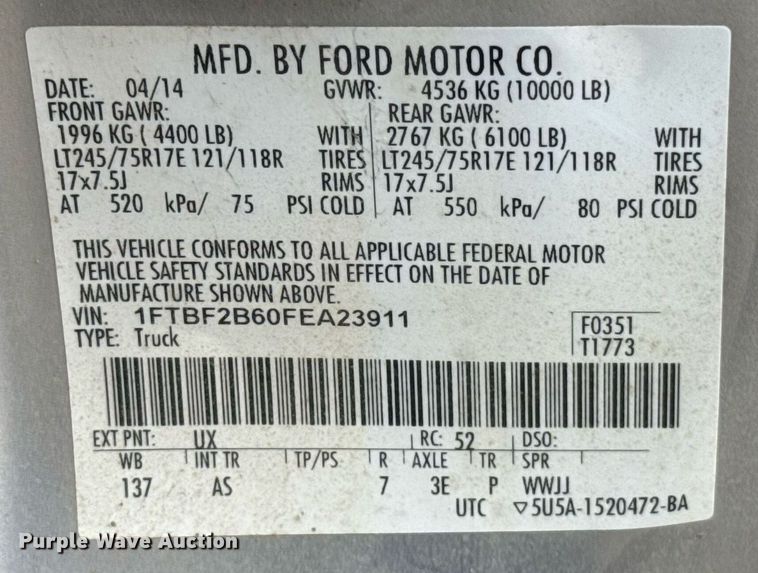 MFD. BY FORD MOTOR CO.
DATE: 04/14 GVWR: 4536 KG (10000 LB)
FRONT GAWR: REAR GAWR:
1996 KG ( 4400 LB) WITH 2767 KG ( 6100 LB) WITH
LT245/75R17E 121/118R TIRES LT245/75R17E 121/118R TIRES
17x7.5J RIMS 17x7.5J RIMS
AT 520 kPa/ 75 PSI COLD AT 550 kPa/ 80 PSI COLD
THIS VEHICLE CONFORMS TO ALL APPLICABLE FEDERAL MOTOR
VEHICLE SAFETY STANDARDS IN EFFECT ON THE DATE OF
MANUFACTURE SHOWN ABOVE.
VIN: 1FTBF2B60FEA23911 F0351
TYPE: Truck T1773
EXT PNT: UX RC: 52 DSO:
WB INT TR TP/PS R AXLE TR SPR
137 AS 7 3E P WWJJ
UTC ▽5U5A-1520472-BA
Purple Wave Auction